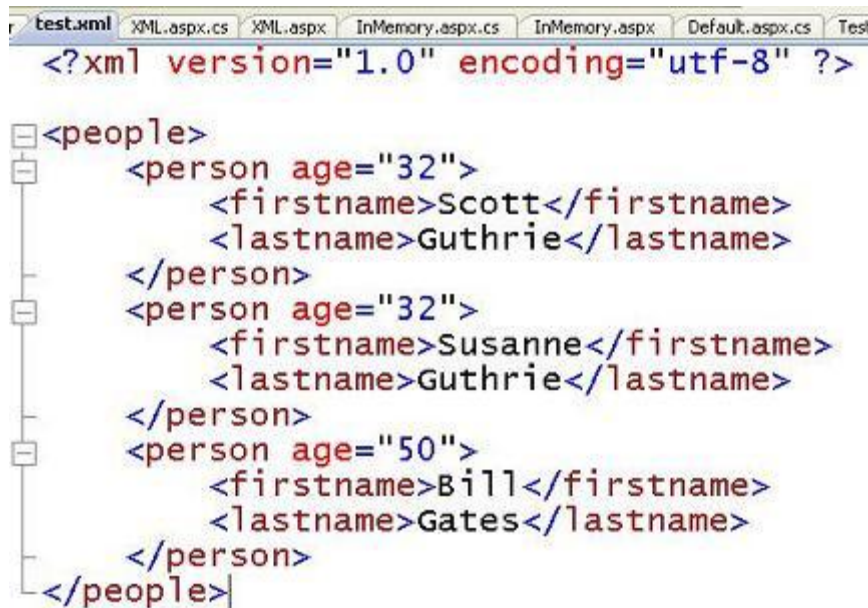 test.xml XML.aspx.cs XML.aspx InMemory.aspx.cs InMemory.aspx Default.aspx.cs
<?xml version="1.0" encoding="utf-8" ?>
<people>
<person age="32">
<firstname>Scott</firstname>
<lastname>Guthrie</lastname>
</person>
<person age="32">
<firstname>Susanne</firstname>
<lastname>Guthrie</lastname>
</person>
<person age="50">
<firstname>Bill</firstname>
<lastname>Gates</lastname>
</person>
</people>